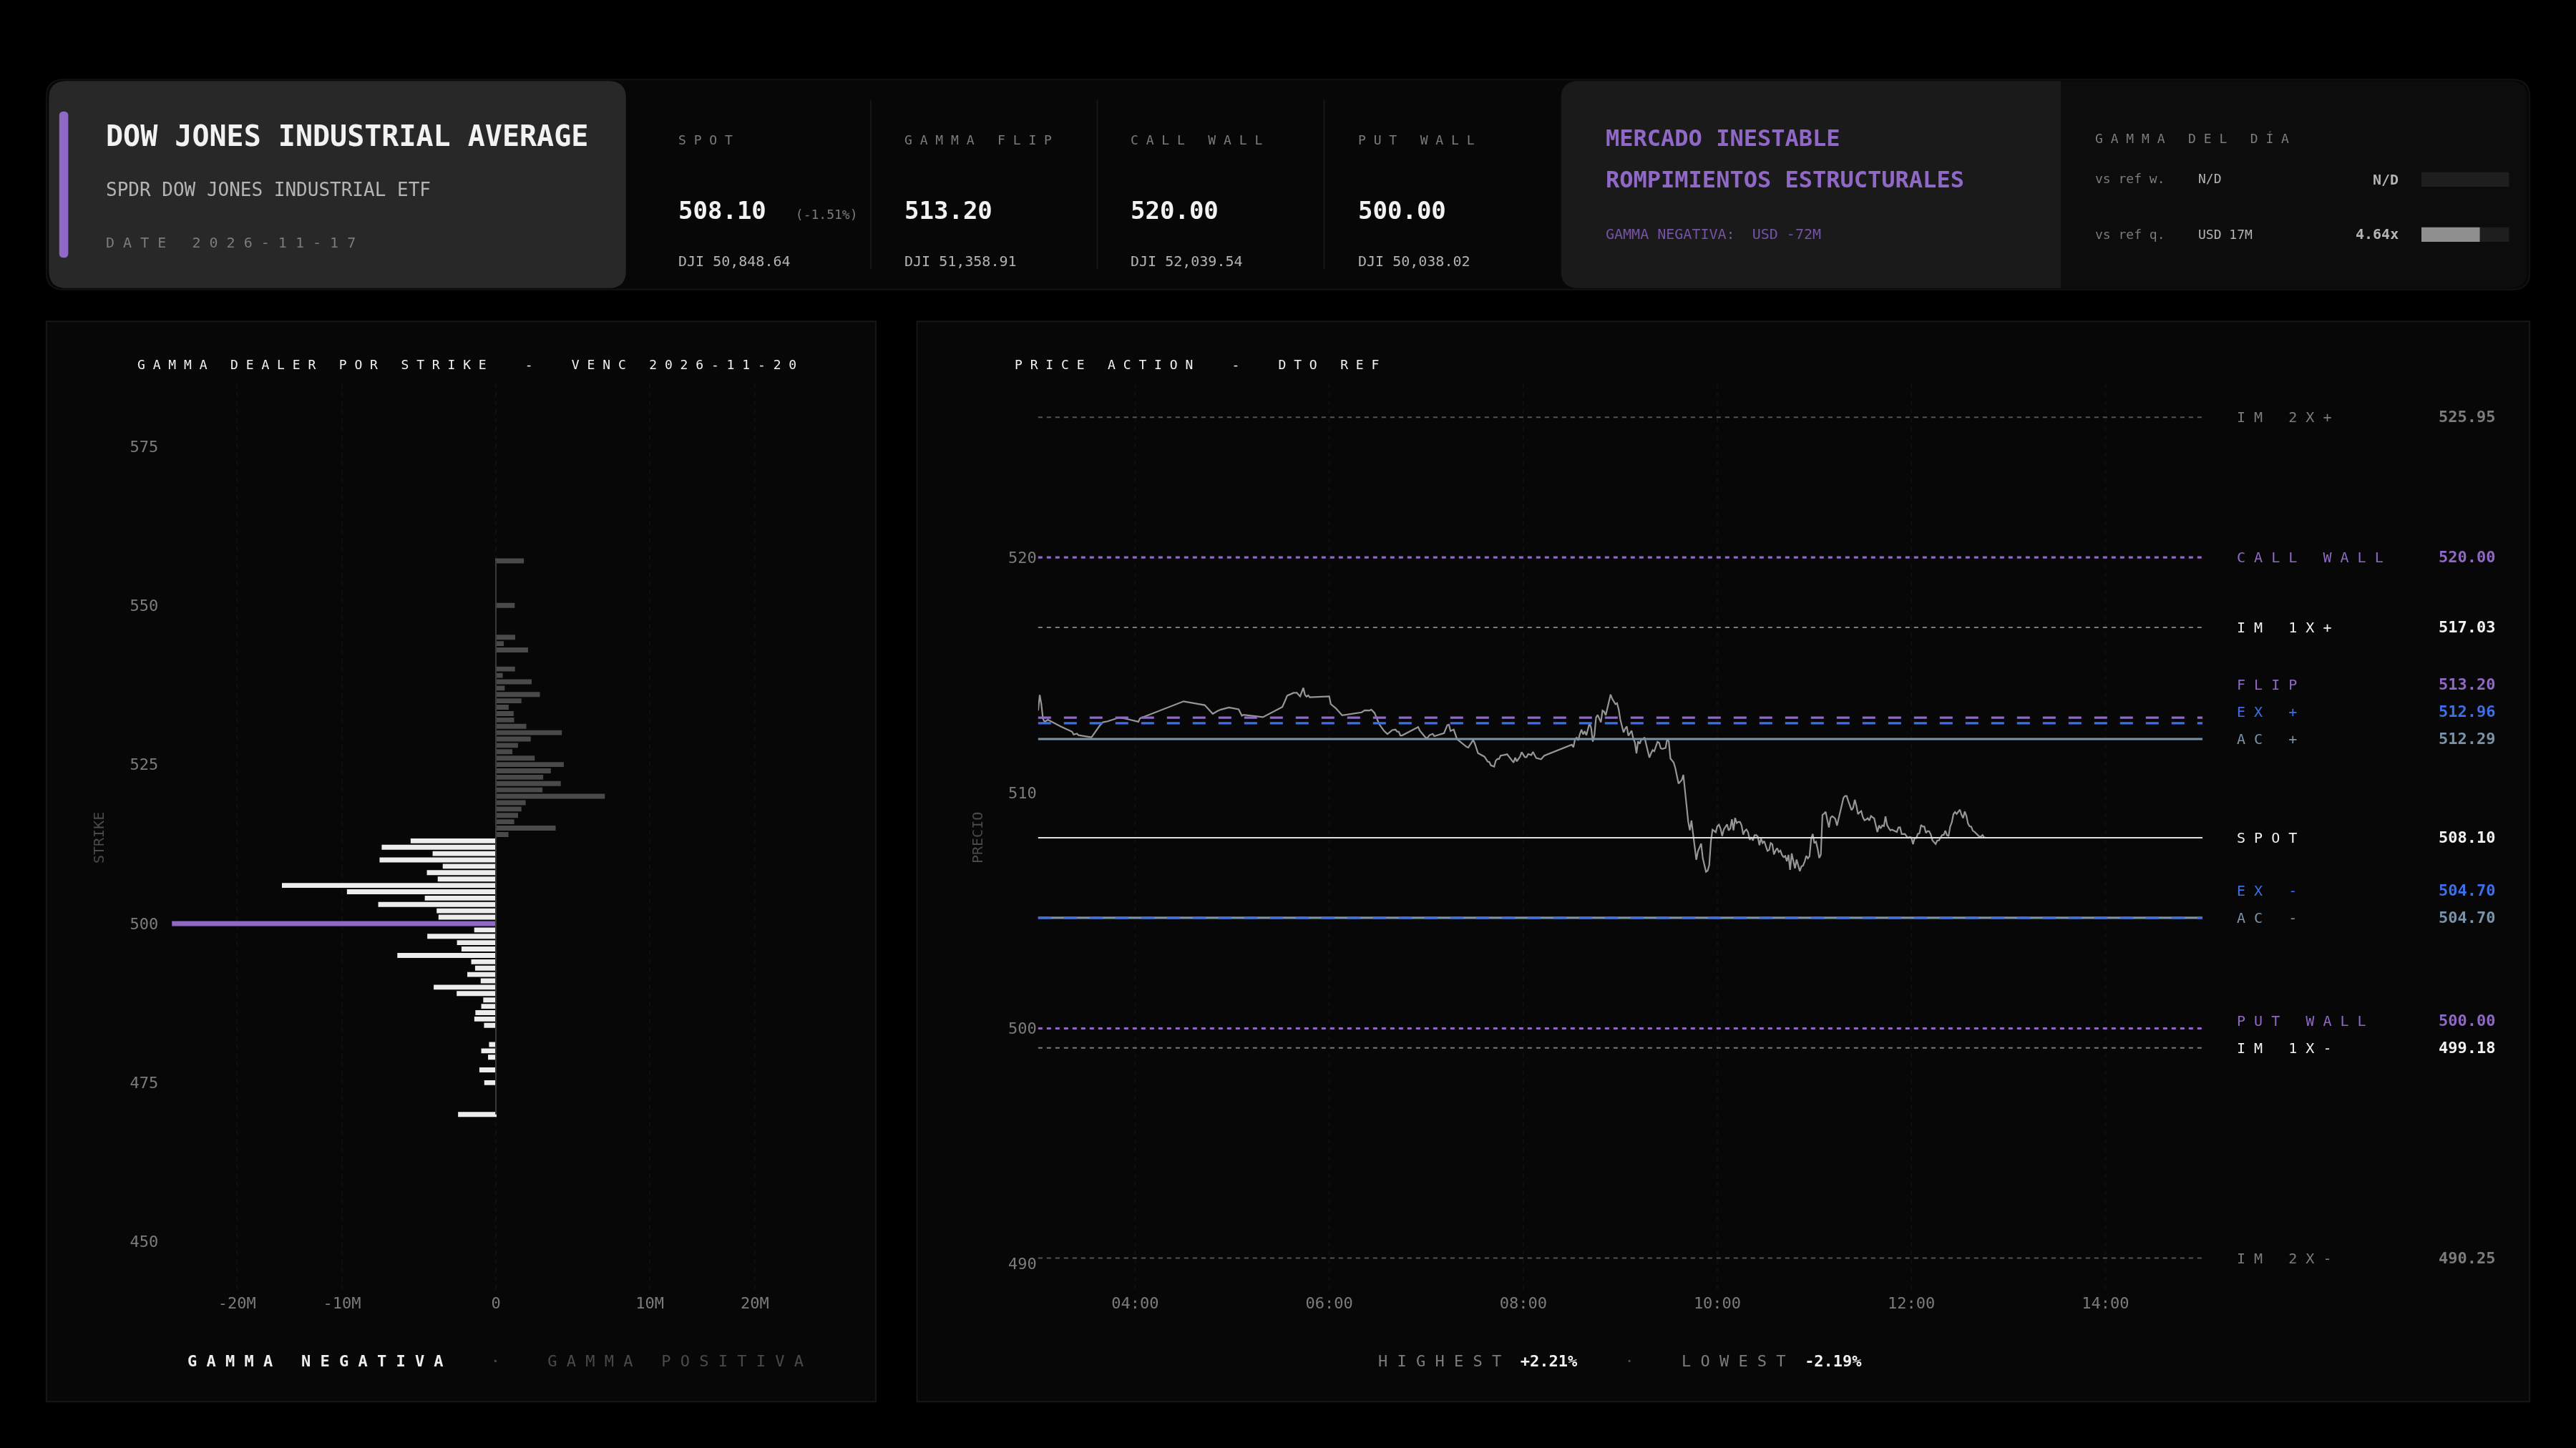 DOW JONES INDUSTRIAL AVERAGE
SPDR DOW JONES INDUSTRIAL ETF
DATE 2026-11-17
SPOT
508.10 (-1.51%)
DJI 50,848.64
GAMMA FLIP
513.20
DJI 51,358.91
CALL WALL
520.00
DJI 52,039.54
PUT WALL
500.00
DJI 50,038.02
MERCADO INESTABLE
ROMPIMIENTOS ESTRUCTURALES
GAMMA NEGATIVA: USD -72M
GAMMA DEL DÍA
vs ref w. N/D N/D
vs ref q. USD 17M 4.64x
GAMMA DEALER POR STRIKE - VENC 2026-11-20
STRIKE
575
550
525
500
475
450
-20M -10M 0 10M 20M
GAMMA NEGATIVA · GAMMA POSITIVA
PRICE ACTION - DTO REF
PRECIO
520
510
500
490
04:00 06:00 08:00 10:00 12:00 14:00
IM 2X+ 525.95
CALL WALL 520.00
IM 1X+ 517.03
FLIP 513.20
EX + 512.96
AC + 512.29
SPOT 508.10
EX - 504.70
AC - 504.70
PUT WALL 500.00
IM 1X- 499.18
IM 2X- 490.25
HIGHEST +2.21% · LOWEST -2.19%